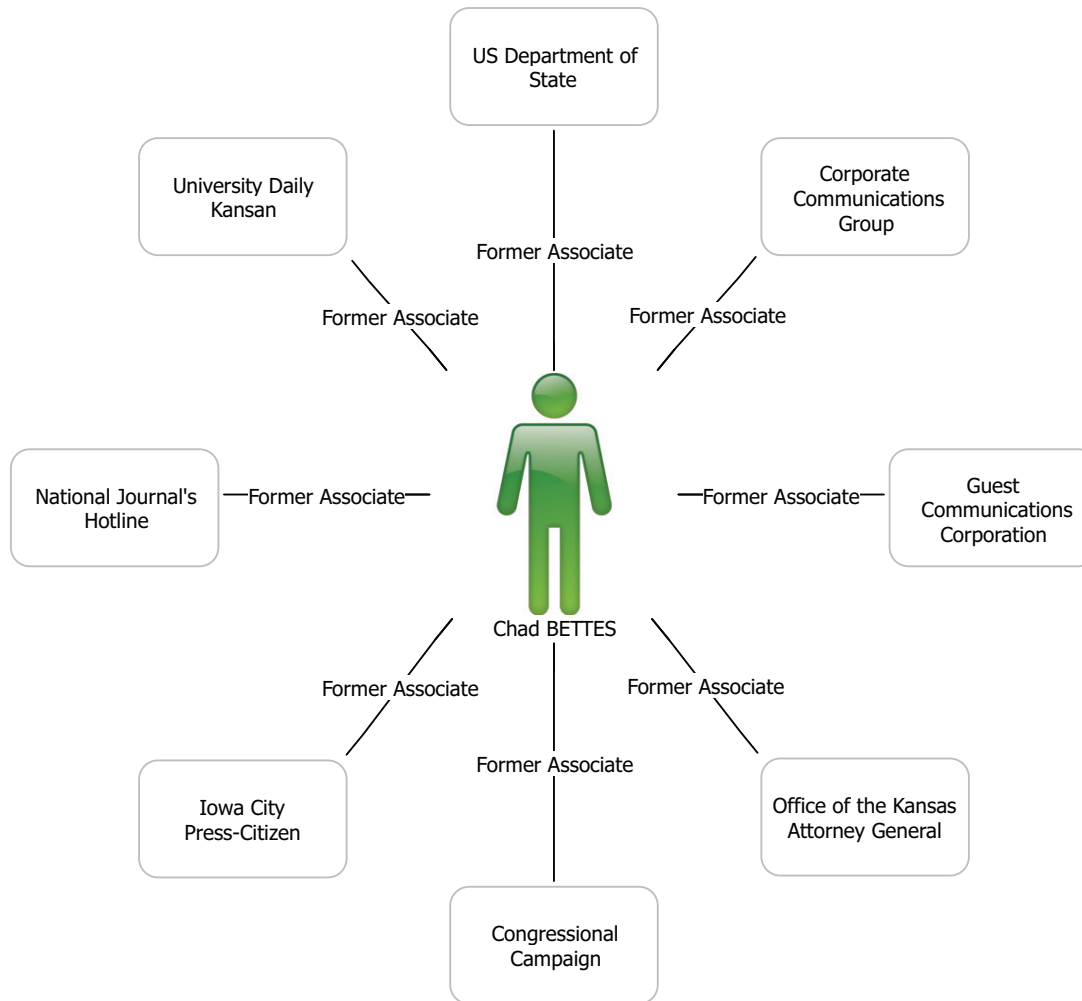 US Department of
State
University Daily
Kansan
Corporate
Communications
Group
Former Associate
Former Associate
Former Associate
National Journal's
Hotline
Former Associate
Former Associate
Guest
Communications
Corporation
Chad BETTES
Former Associate
Former Associate
Former Associate
Iowa City
Press-Citizen
Office of the Kansas
Attorney General
Congressional
Campaign